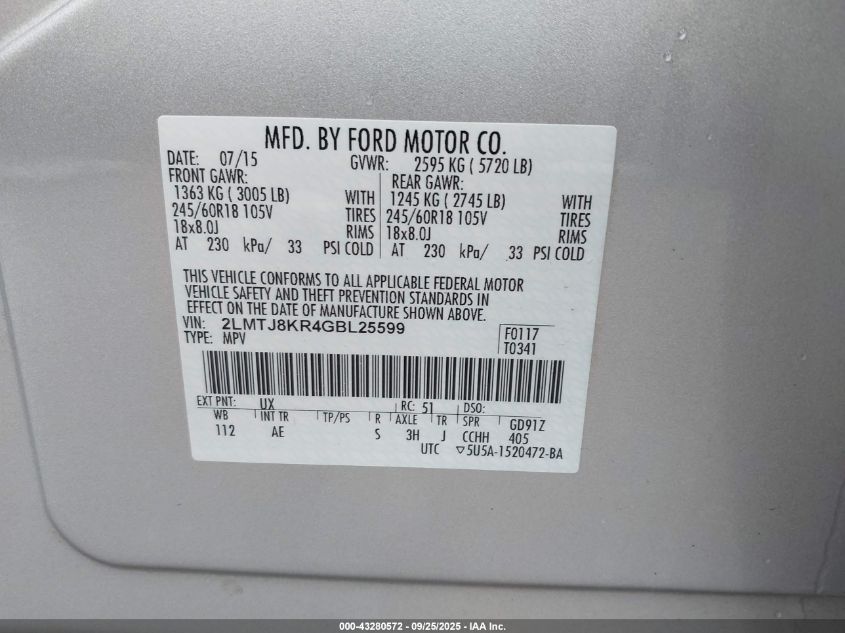 MFD. BY FORD MOTOR CO.
DATE: 07/15 GVWR: 2595 KG ( 5720 LB)
FRONT GAWR: REAR GAWR:
1363 KG ( 3005 LB) WITH 1245 KG ( 2745 LB) WITH
245/60R18 105V TIRES 245/60R18 105V TIRES
18x8.0J RIMS 18x8.0J RIMS
AT 230 kPa/ 33 PSI COLD AT 230 kPa/ 33 PSI COLD
THIS VEHICLE CONFORMS TO ALL APPLICABLE FEDERAL MOTOR
VEHICLE SAFETY AND THEFT PREVENTION STANDARDS IN
EFFECT ON THE DATE OF MANUFACTURE SHOWN ABOVE.
VIN: 2LMTJ8KR4GBL25599 F0117
TYPE: MPV T0341
EXT PNT: UX RC: 51 DSO:
WB INT TR TP/PS R AXLE TR SPR GD91Z
112 AE S 3H J CCHH 405
UTC ▽5U5A-1520472-BA
000-43280572 - 09/25/2025 - IAA Inc.